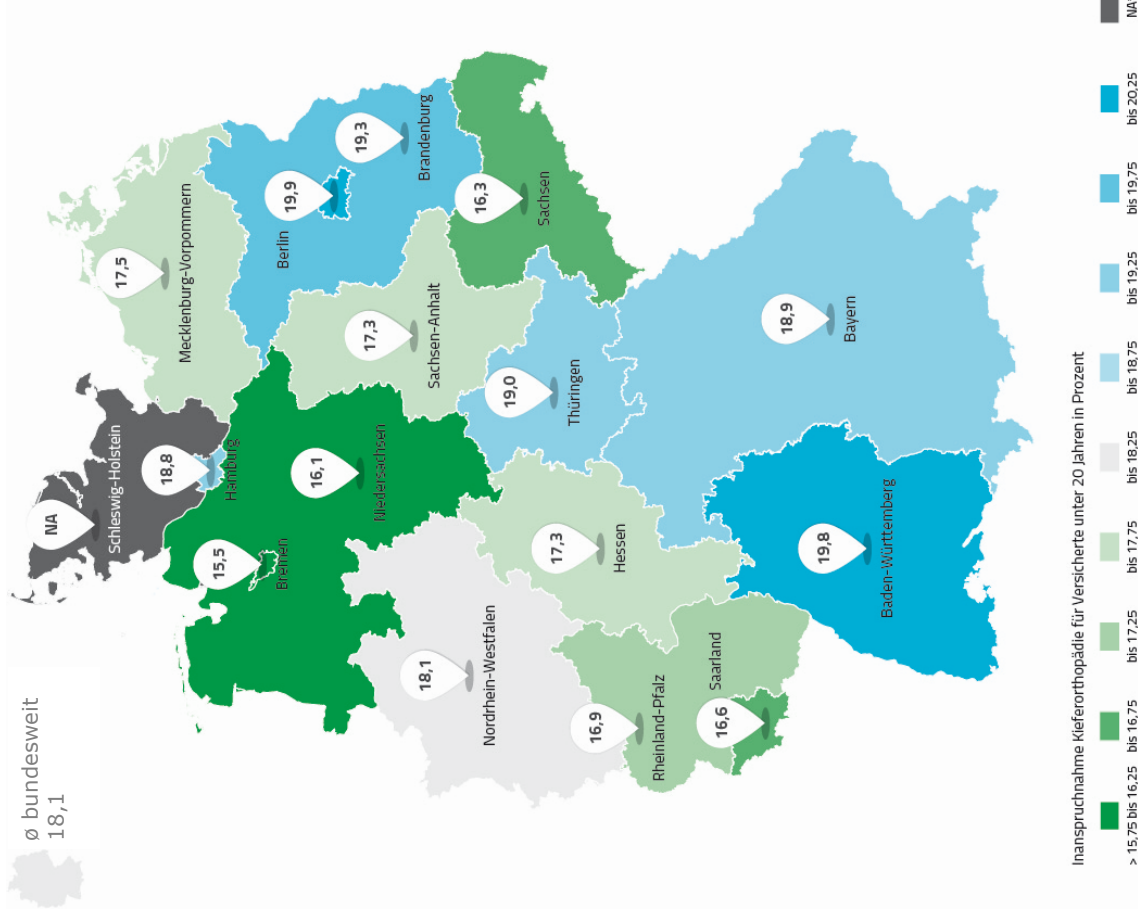 ø bundesweit
18,1
NA
Schleswig-Holstein
18,8
Hamburg
17,5
Mecklenburg-Vorpommern
15,5
Bremen
16,1
Niedersachsen
19,9
Berlin
19,3
Brandenburg
17,3
Sachsen-Anhalt
18,1
Nordrhein-Westfalen
16,3
Sachsen
19,0
Thüringen
17,3
Hessen
16,9
Rheinland-Pfalz
16,6
Saarland
18,9
Bayern
19,8
Baden-Württemberg
Inanspruchnahme Kieferorthopädie für Versicherte unter 20 Jahren in Prozent
> 15,75 bis 16,25
bis 16,75
bis 17,25
bis 17,75
bis 18,25
bis 18,75
bis 19,25
bis 19,75
bis 20,25